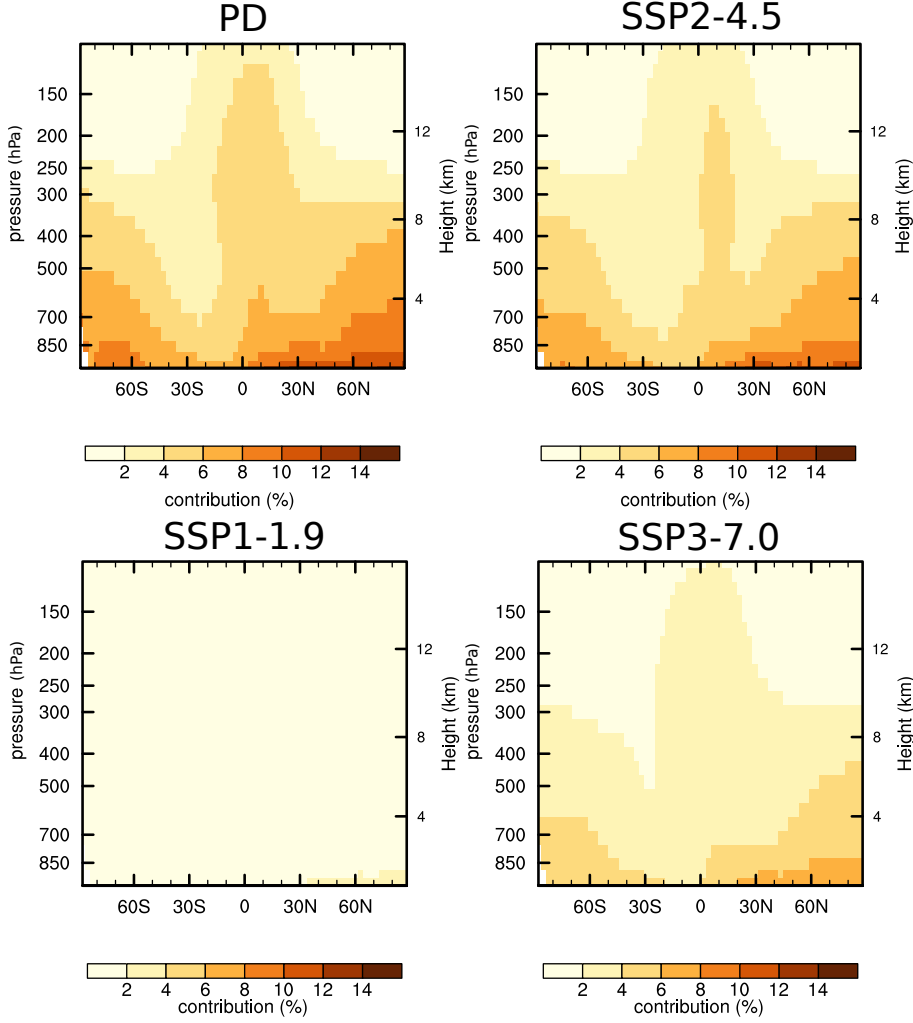 PD
SSP2-4.5
pressure (hPa)
150
200
250
300
400
500
700
850
12
8
4
Height (km)
60S 30S 0 30N 60N
pressure (hPa)
150
200
250
300
400
500
700
850
12
8
4
Height (km)
60S 30S 0 30N 60N
2 4 6 8 10 12 14
contribution (%)
2 4 6 8 10 12 14
contribution (%)
SSP1-1.9
SSP3-7.0
pressure (hPa)
150
200
250
300
400
500
700
850
12
8
4
Height (km)
60S 30S 0 30N 60N
pressure (hPa)
150
200
250
300
400
500
700
850
12
8
4
Height (km)
60S 30S 0 30N 60N
2 4 6 8 10 12 14
contribution (%)
2 4 6 8 10 12 14
contribution (%)